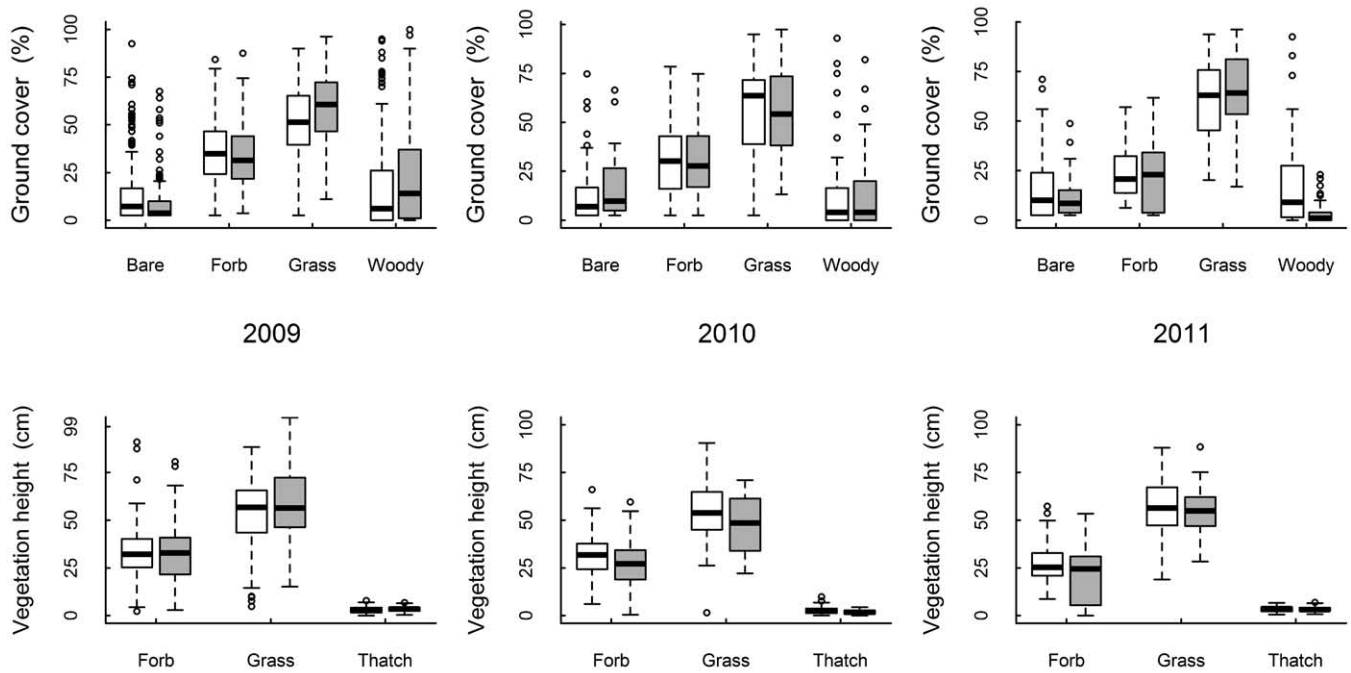 Ground cover (%)
100
75
50
25
0
Bare Forb Grass Woody
Ground cover (%)
100
75
50
25
0
Bare Forb Grass Woody
Ground cover (%)
100
75
50
25
0
Bare Forb Grass Woody
2009 2010 2011
Vegetation height (cm)
99
75
50
25
0
Forb Grass Thatch
Vegetation height (cm)
100
75
50
25
0
Forb Grass Thatch
Vegetation height (cm)
100
75
50
25
0
Forb Grass Thatch